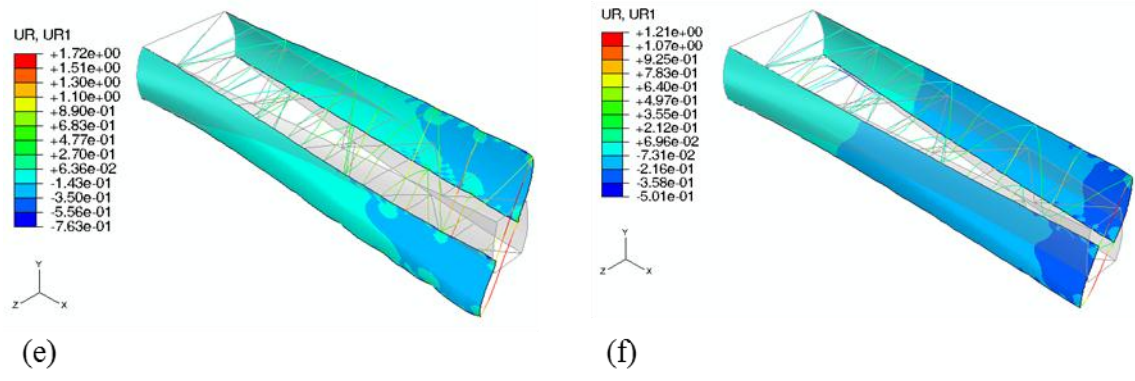 UR, UR1
+1.72e+00
+1.51e+00
+1.30e+00
+1.10e+00
+8.90e-01
+6.83e-01
+4.77e-01
+2.70e-01
+6.36e-02
-1.43e-01
-3.50e-01
-5.56e-01
-7.63e-01
Y
Z X
(e)
UR, UR1
+1.21e+00
+1.07e+00
+9.25e-01
+7.83e-01
+6.40e-01
+4.97e-01
+3.55e-01
+2.12e-01
+6.96e-02
-7.31e-02
-2.16e-01
-3.58e-01
-5.01e-01
Y
Z X
(f)